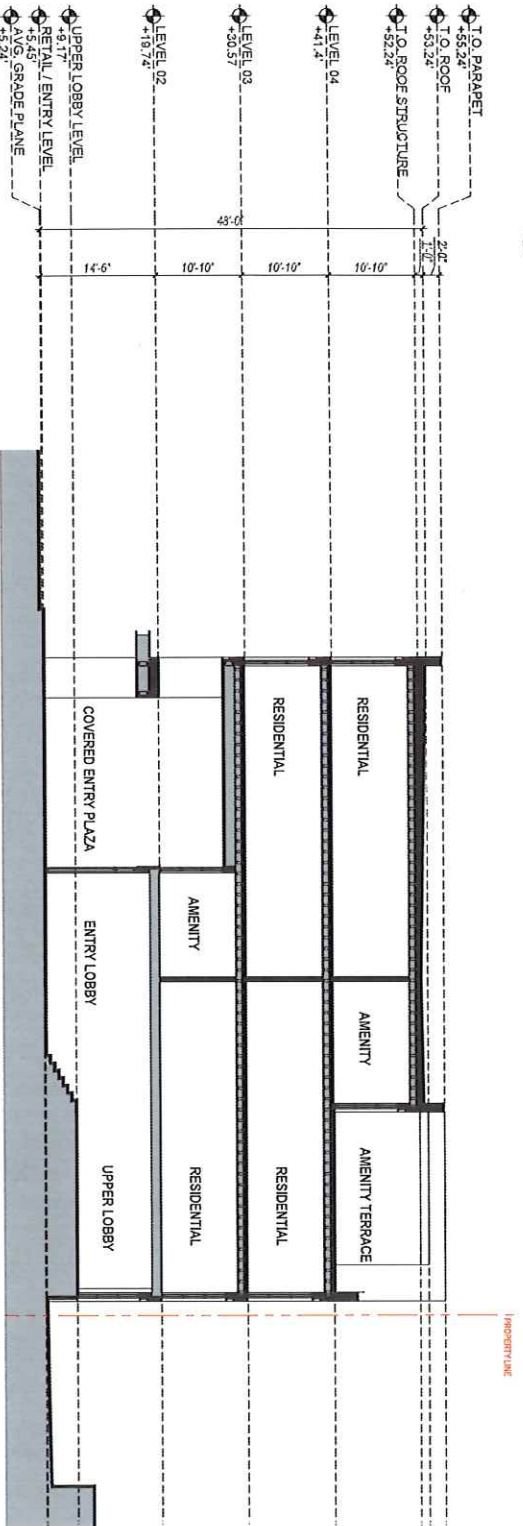 T.O. PARAPET
+55.24'
T.O. ROOF
+53.24'
T.O. ROOF STRUCTURE
+52.24'
LEVEL 04
+41.4'
LEVEL 03
+30.57
LEVEL 02
+19.74'
UPPER LOBBY LEVEL
+9.17'
RETAIL / ENTRY LEVEL
+5.45'
AVG. GRADE PLANE
+5.24'
2'-0"
1'-0"
48'-0"
10'-10"
10'-10"
10'-10"
14'-6"
RESIDENTIAL
AMENITY
AMENITY TERRACE
RESIDENTIAL
RESIDENTIAL
AMENITY
RESIDENTIAL
COVERED ENTRY PLAZA
ENTRY LOBBY
UPPER LOBBY
PROPERTY LINE